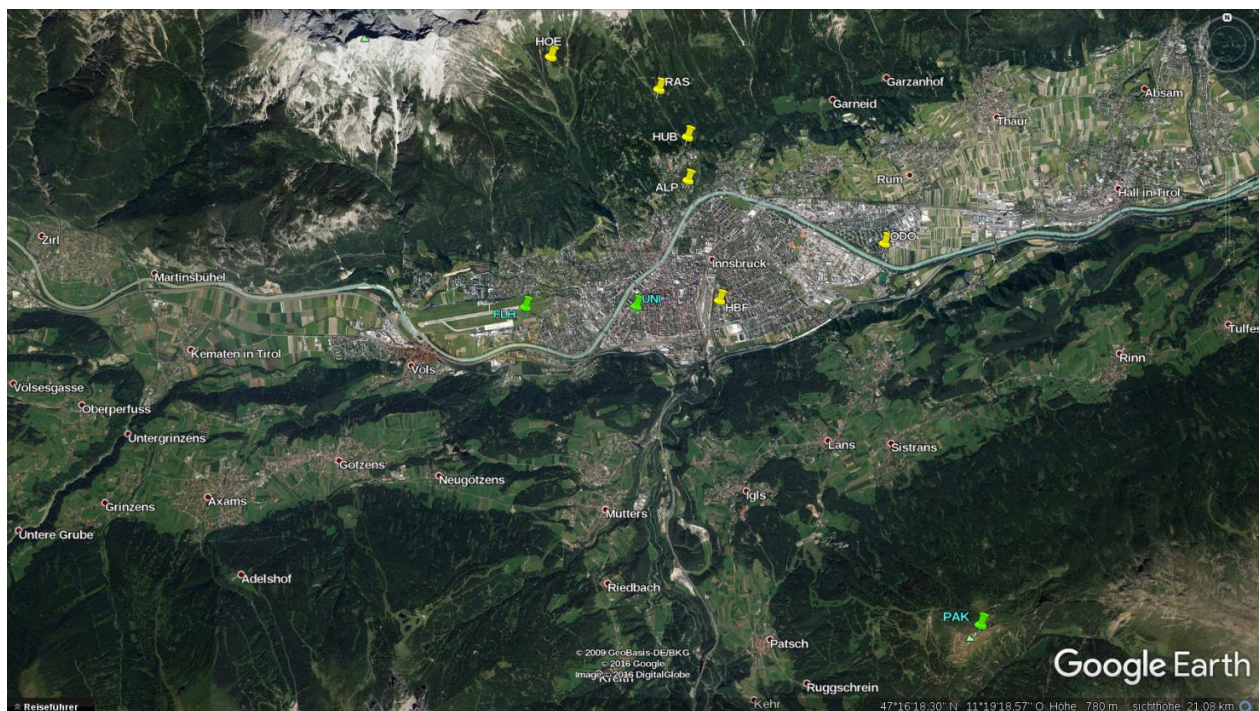 N
HOE
RAS
Garzanhof
Absam
Garneid
Thaur
HUB
Rum
ALP
Hall in Tirol
Zirl
ODO
Innsbruck
Martinsbühel
UNI
FLH
HBF
Tulfes
Kematen in Tirol
Rinn
Völs
Völsesgasse
Oberperfuss
Untergrinzens
Lans
Sistrans
Götzens
Neugötzens
Igls
Axams
Grinzens
Mutters
Untere Grube
Adelshof
Riedbach
PAK
Patsch
© 2009 GeoBasis-DE/BKG
© 2016 Google
Image © 2016 DigitalGlobe
Google Earth
Ruggschrein
Kehr
Reiseführer
47°16'18.30" N 11°19'18.57" O Höhe 780 m sichthöhe 21.08 km